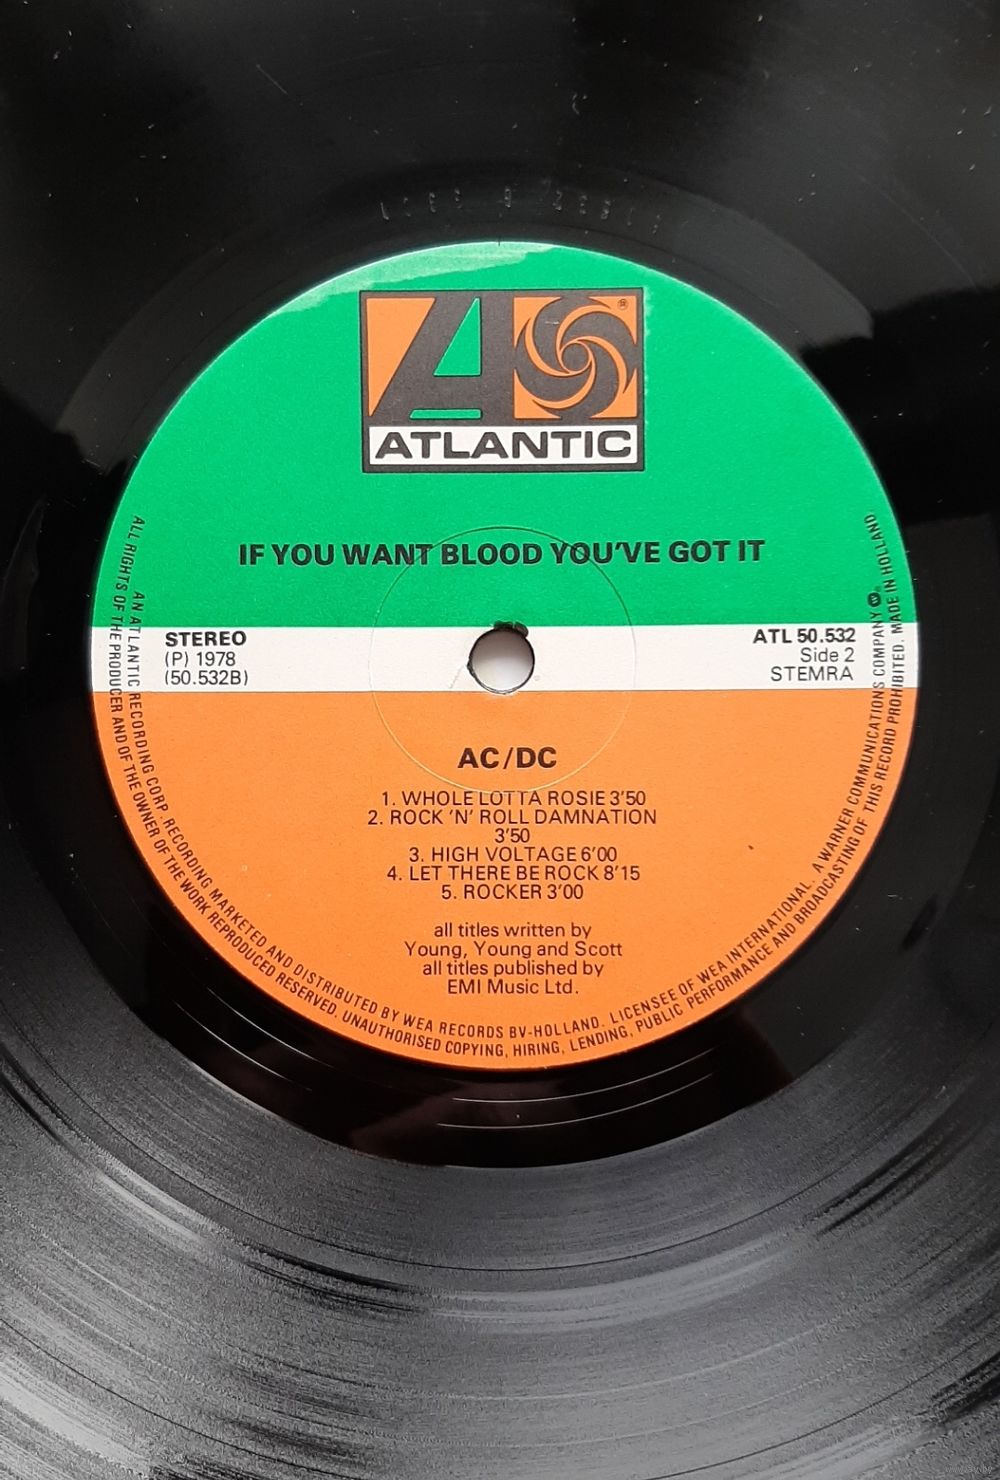 ATLANTIC
®
IF YOU WANT BLOOD YOU'VE GOT IT
STEREO
(P) 1978
(50.532B)
ATL 50.532
Side 2
STEMRA
AC/DC
1. WHOLE LOTTA ROSIE 3'50
2. ROCK 'N' ROLL DAMNATION
3'50
3. HIGH VOLTAGE 6'00
4. LET THERE BE ROCK 8'15
5. ROCKER 3'00
all titles written by
Young, Young and Scott
all titles published by
EMI Music Ltd.
AN ATLANTIC RECORDING CORP. RECORDING MARKETED AND DISTRIBUTED BY WEA RECORDS BV-HOLLAND. LICENSEE OF WEA INTERNATIONAL. A WARNER COMMUNICATIONS COMPANY
ALL RIGHTS OF THE PRODUCER AND OF THE OWNER OF THE WORK REPRODUCED RESERVED. UNAUTHORISED COPYING, HIRING, LENDING, PUBLIC PERFORMANCE AND BROADCASTING OF THIS RECORD PROHIBITED. MADE IN HOLLAND